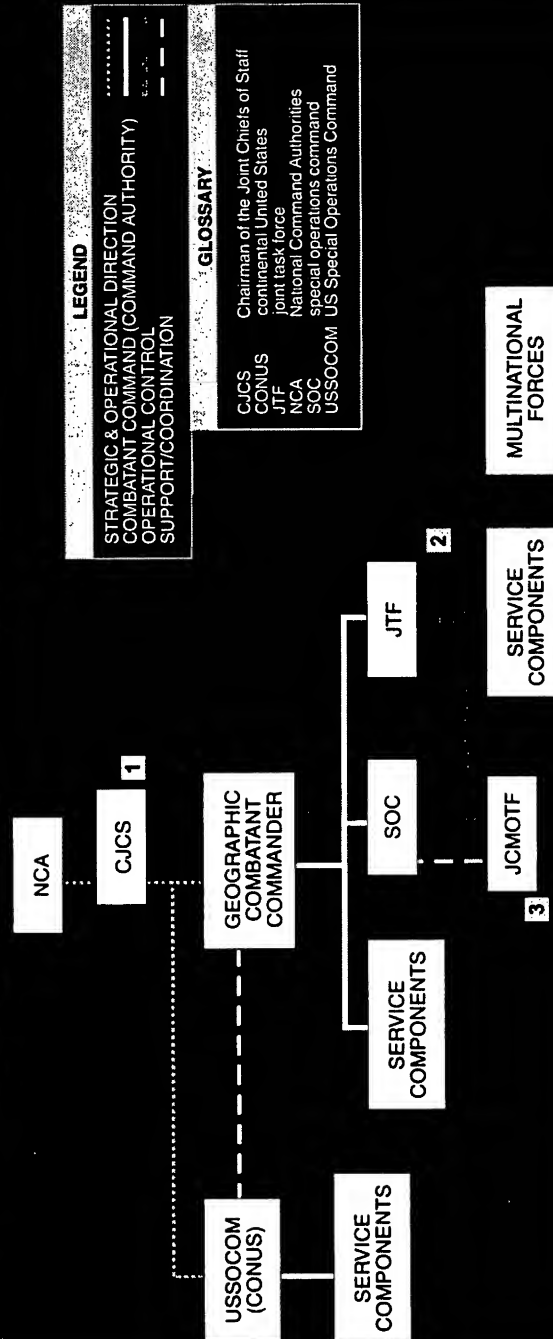 LEGEND
STRATEGIC & OPERATIONAL DIRECTION
COMBATANT COMMAND (COMMAND AUTHORITY)
OPERATIONAL CONTROL
SUPPORT/COORDINATION
GLOSSARY
CJCS Chairman of the Joint Chiefs of Staff
CONUS continental United States
JTF joint task force
NCA National Command Authorities
SOC special operations command
USSOCOM US Special Operations Command
NCA
CJCS
1
USSOCOM
(CONUS)
GEOGRAPHIC
COMBATANT
COMMANDER
SERVICE
COMPONENTS
SERVICE
COMPONENTS
SOC
JTF
2
3
JCMOTF
SERVICE
COMPONENTS
MULTINATIONAL
FORCES